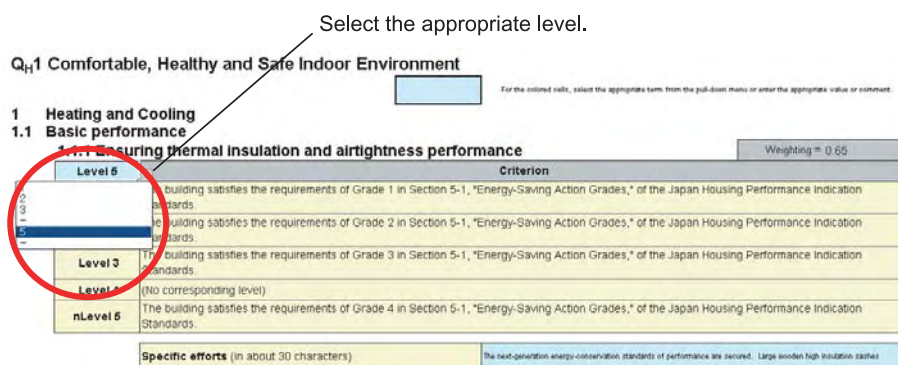 Select the appropriate level.
QH1 Comfortable, Healthy and Safe Indoor Environment
For the colored cells, select the appropriate term from the pull-down menu or enter the appropriate value or comment.
1 Heating and Cooling
1.1 Basic performance
1.1.1 Ensuring thermal insulation and airtightness performance
Weighting = 0.65
Level 5 Criterion
2
3
–
5
–
building satisfies the requirements of Grade 1 in Section 5-1, "Energy-Saving Action Grades," of the Japan Housing Performance Indication
Standards.
The building satisfies the requirements of Grade 2 in Section 5-1, "Energy-Saving Action Grades," of the Japan Housing Performance Indication
Standards.
Level 3 The building satisfies the requirements of Grade 3 in Section 5-1, "Energy-Saving Action Grades," of the Japan Housing Performance Indication
Standards.
Level 4 (No corresponding level)
nLevel 5 The building satisfies the requirements of Grade 4 in Section 5-1, "Energy-Saving Action Grades," of the Japan Housing Performance Indication
Standards.
Specific efforts (in about 30 characters) The next-generation energy-conservation standards of performance are secured. Large wooden high insulation sashes